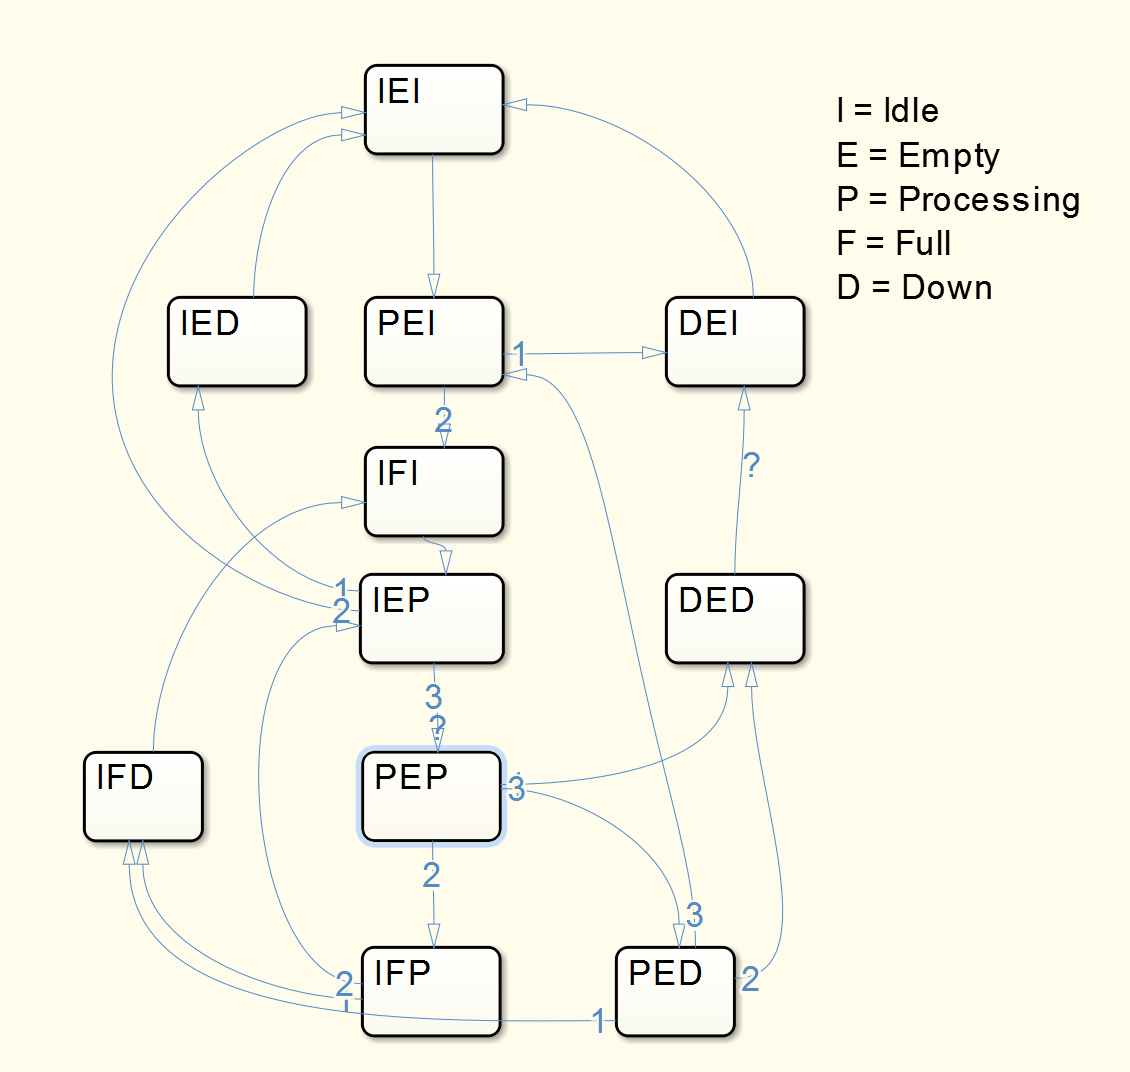 IEI
I = Idle
E = Empty
P = Processing
F = Full
D = Down
IED
PEI
DEI
1
2
IFI
?
1
IEP
2
DED
3
?
IFD
PEP
3
2
3
IFP
2
PED
2
1